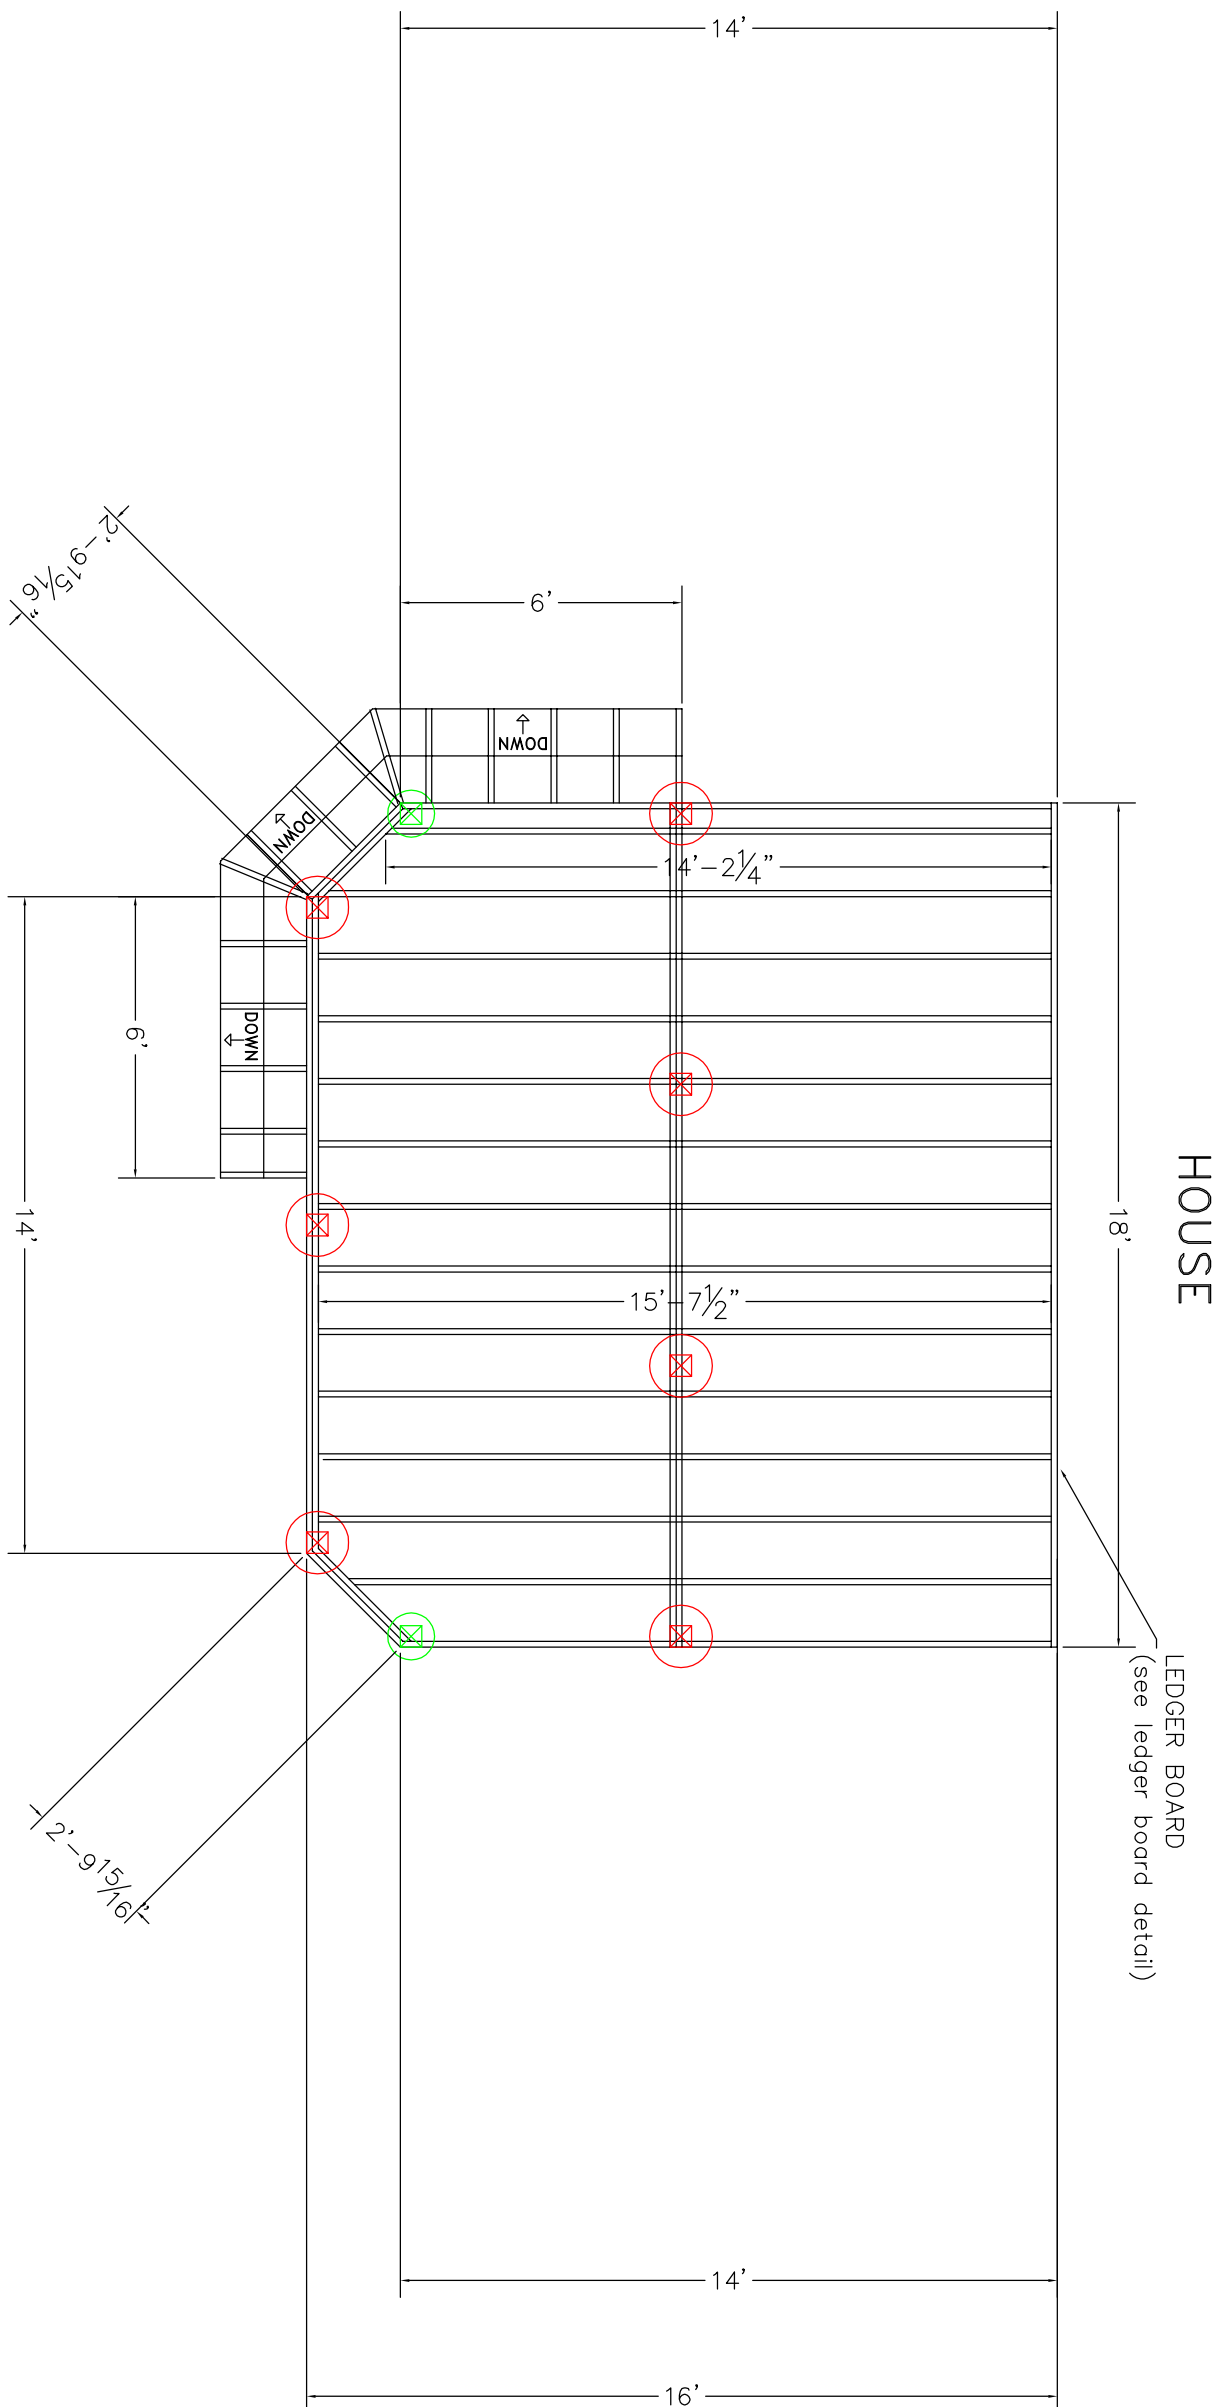 14'
6'
2'-9 15/16"
DOWN
DOWN
DOWN
14'-2 1/4"
6'
14'
15'-7 1/2"
18'
HOUSE
LEDGER BOARD
(see ledger board detail)
2'-9 15/16"
14'
16'